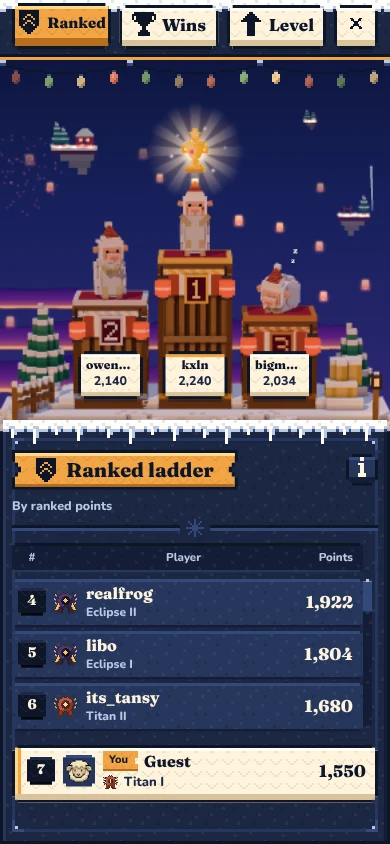 Ranked
Wins
Level
×
z
z
1
2
3
owen...
2,140
kxln
2,240
bigm...
2,034
Ranked ladder
i
By ranked points
# Player Points
4 realfrog 1,922
Eclipse II
5 libo 1,804
Eclipse I
6 its_tansy 1,680
Titan II
7 You Guest 1,550
Titan I